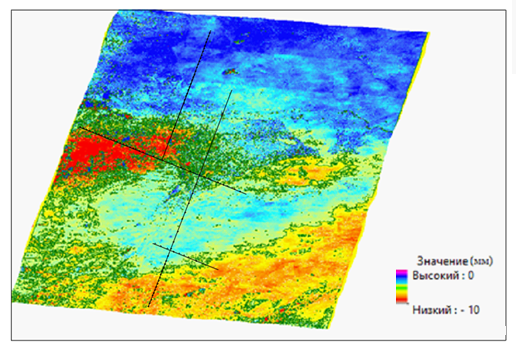 Значение (мм)
Высокий : 0
Низкий : - 10